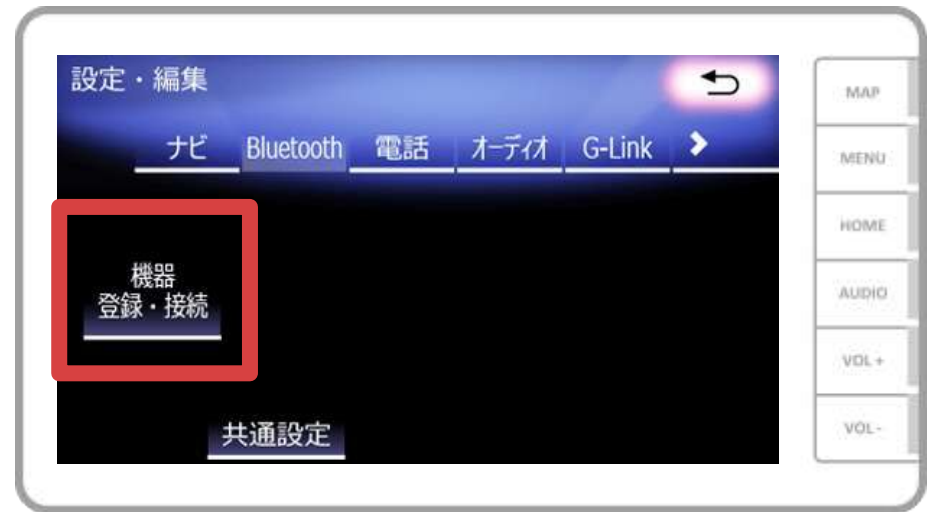 設定・編集
ナビ Bluetooth 電話 オーディオ G-Link
機器
登録・接続
共通設定
MAP
MENU
HOME
AUDIO
VOL +
VOL -